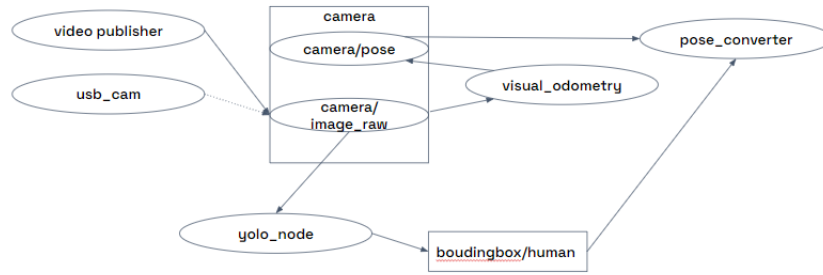 camera
video publisher
camera/pose
pose_converter
usb_cam
visual_odometry
camera/
image_raw
yolo_node
boudingbox/human